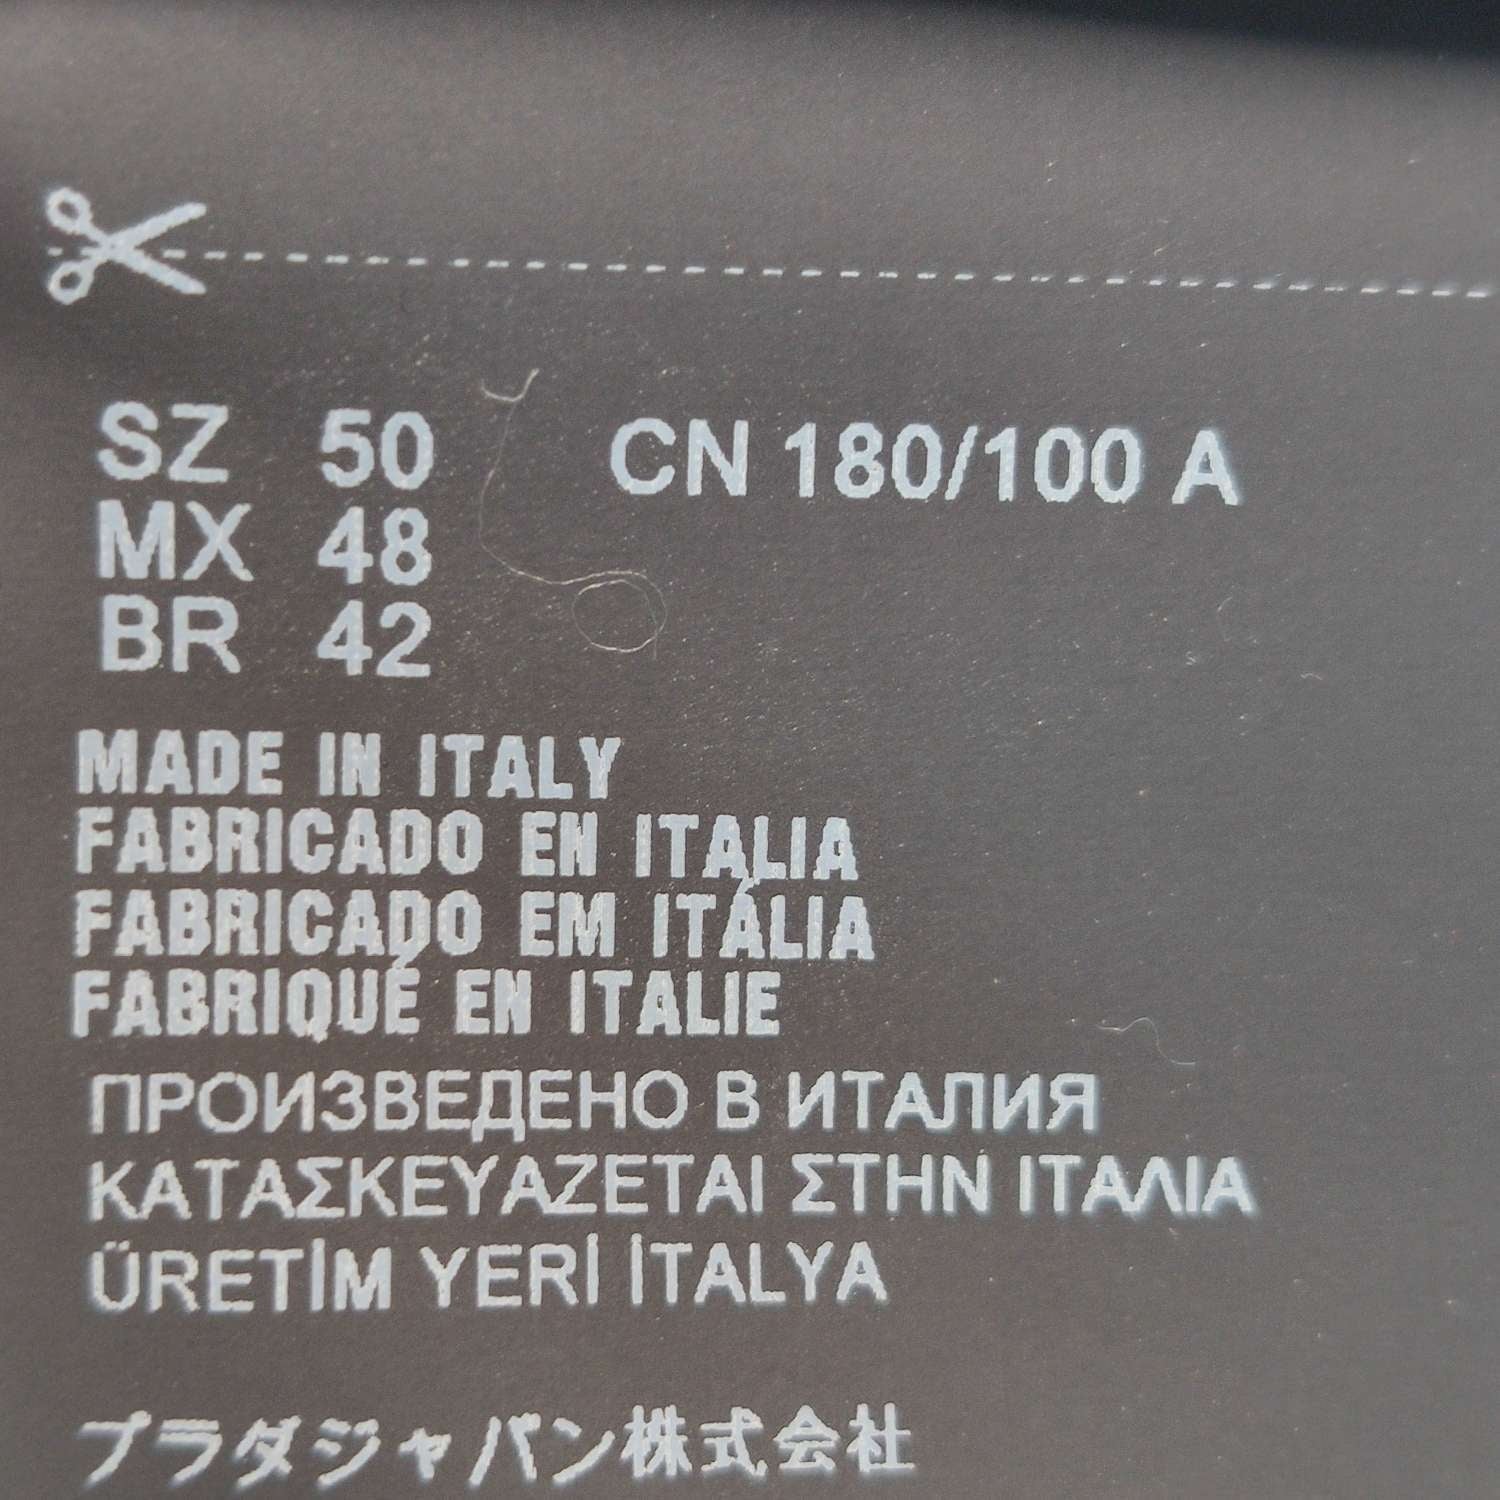 SZ 50 CN 180/100 A
MX 48
BR 42
MADE IN ITALY
FABRICADO EN ITALIA
FABRICADO EM ITÁLIA
FABRIQUÉ EN ITALIE
ПРОИЗВЕДЕНО В ИТАЛИЯ
ΚΑΤΑΣΚΕΥΑΖΕΤΑΙ ΣΤΗΝ ΙΤΑΛΙΑ
ÜRETİM YERİ İTALYA
プラダジャパン株式会社